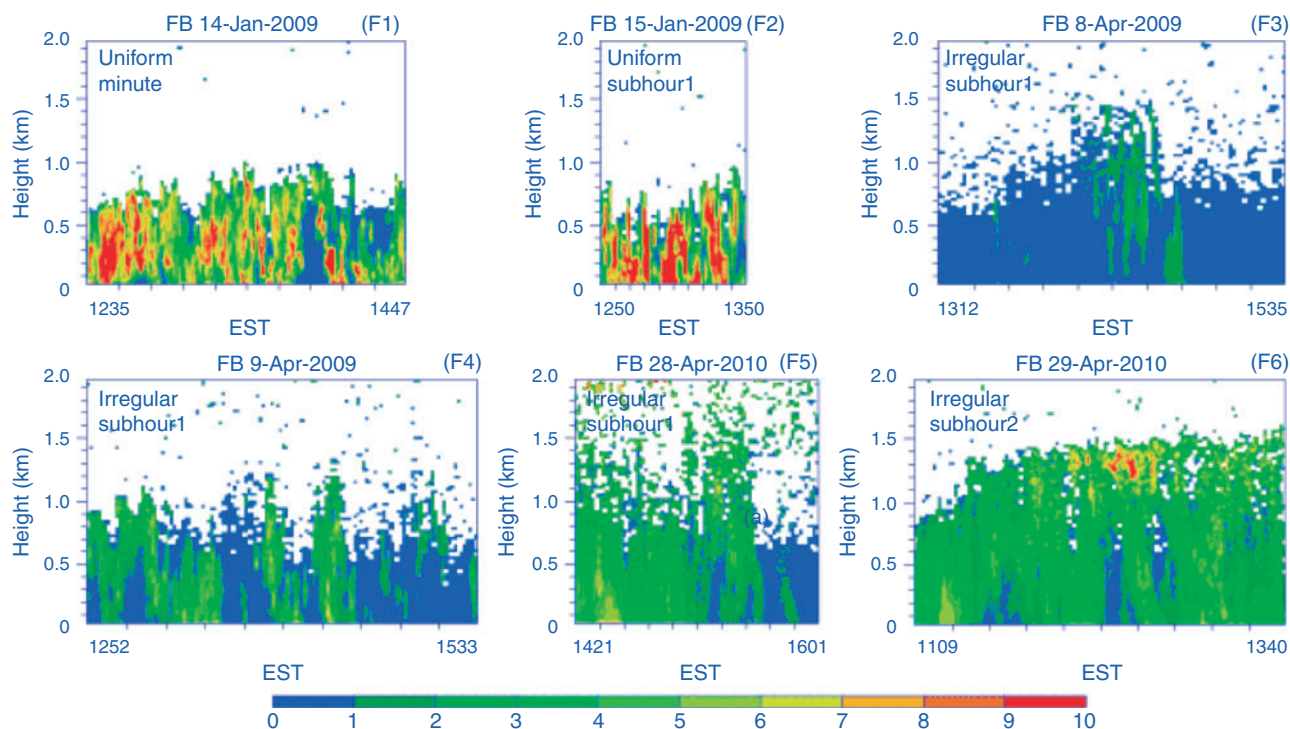 FB 14-Jan-2009 (F1)
2.0
1.5
1.0
0.5
0
Height (km)
Uniform
minute
1235 1447
EST
FB 15-Jan-2009 (F2)
2.0
1.5
1.0
0.5
0
Height (km)
Uniform
subhour1
1250 1350
EST
FB 8-Apr-2009 (F3)
2.0
1.5
1.0
0.5
0
Height (km)
Irregular
subhour1
1312 1535
EST
FB 9-Apr-2009 (F4)
2.0
1.5
1.0
0.5
0
Height (km)
Irregular
subhour1
1252 1533
EST
FB 28-Apr-2010 (F5)
2.0
1.5
1.0
0.5
0
Height (km)
Irregular
subhour1
(a)
1421 1601
EST
FB 29-Apr-2010 (F6)
2.0
1.5
1.0
0.5
0
Height (km)
Irregular
subhour2
1109 1340
EST
0 1 2 3 4 5 6 7 8 9 10